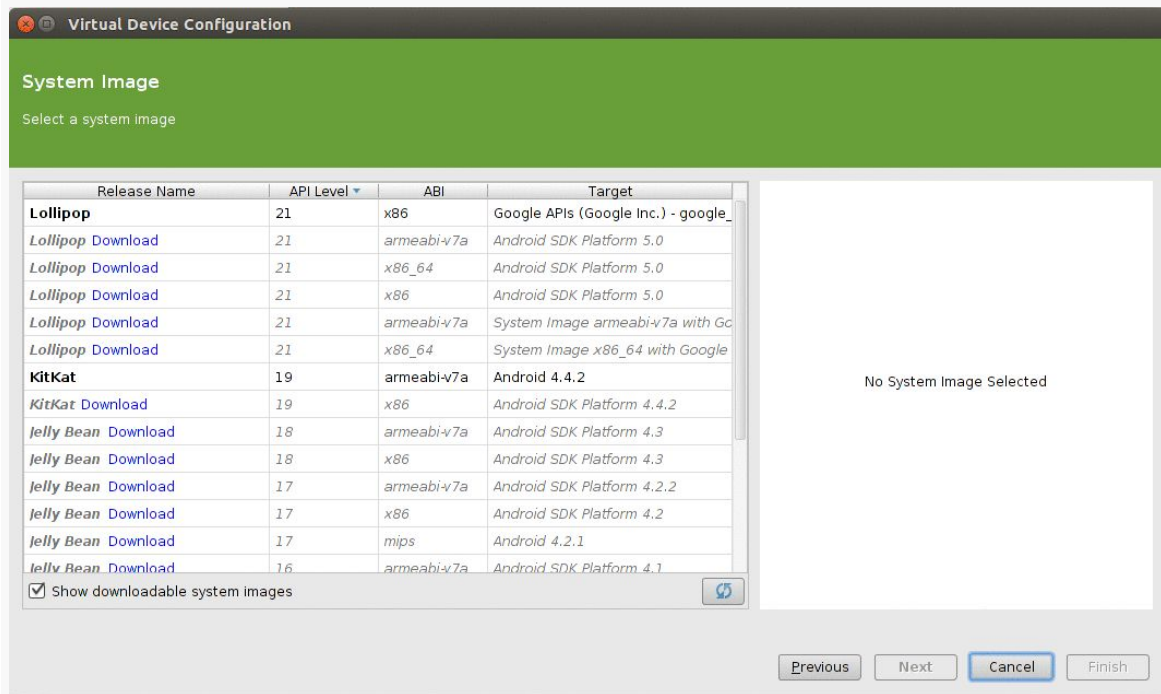 Virtual Device Configuration
System Image
Select a system image
Release Name API Level ABI Target
Lollipop 21 x86 Google APIs (Google Inc.) - google_
Lollipop Download 21 armeabi-v7a Android SDK Platform 5.0
Lollipop Download 21 x86_64 Android SDK Platform 5.0
Lollipop Download 21 x86 Android SDK Platform 5.0
Lollipop Download 21 armeabi-v7a System Image armeabi-v7a with Go
Lollipop Download 21 x86_64 System Image x86_64 with Google
KitKat 19 armeabi-v7a Android 4.4.2
KitKat Download 19 x86 Android SDK Platform 4.4.2
Jelly Bean Download 18 armeabi-v7a Android SDK Platform 4.3
Jelly Bean Download 18 x86 Android SDK Platform 4.3
Jelly Bean Download 17 armeabi-v7a Android SDK Platform 4.2.2
Jelly Bean Download 17 x86 Android SDK Platform 4.2
Jelly Bean Download 17 mips Android 4.2.1
Jelly Bean Download 16 armeabi-v7a Android SDK Platform 4.1
No System Image Selected
Show downloadable system images
Previous Next Cancel Finish